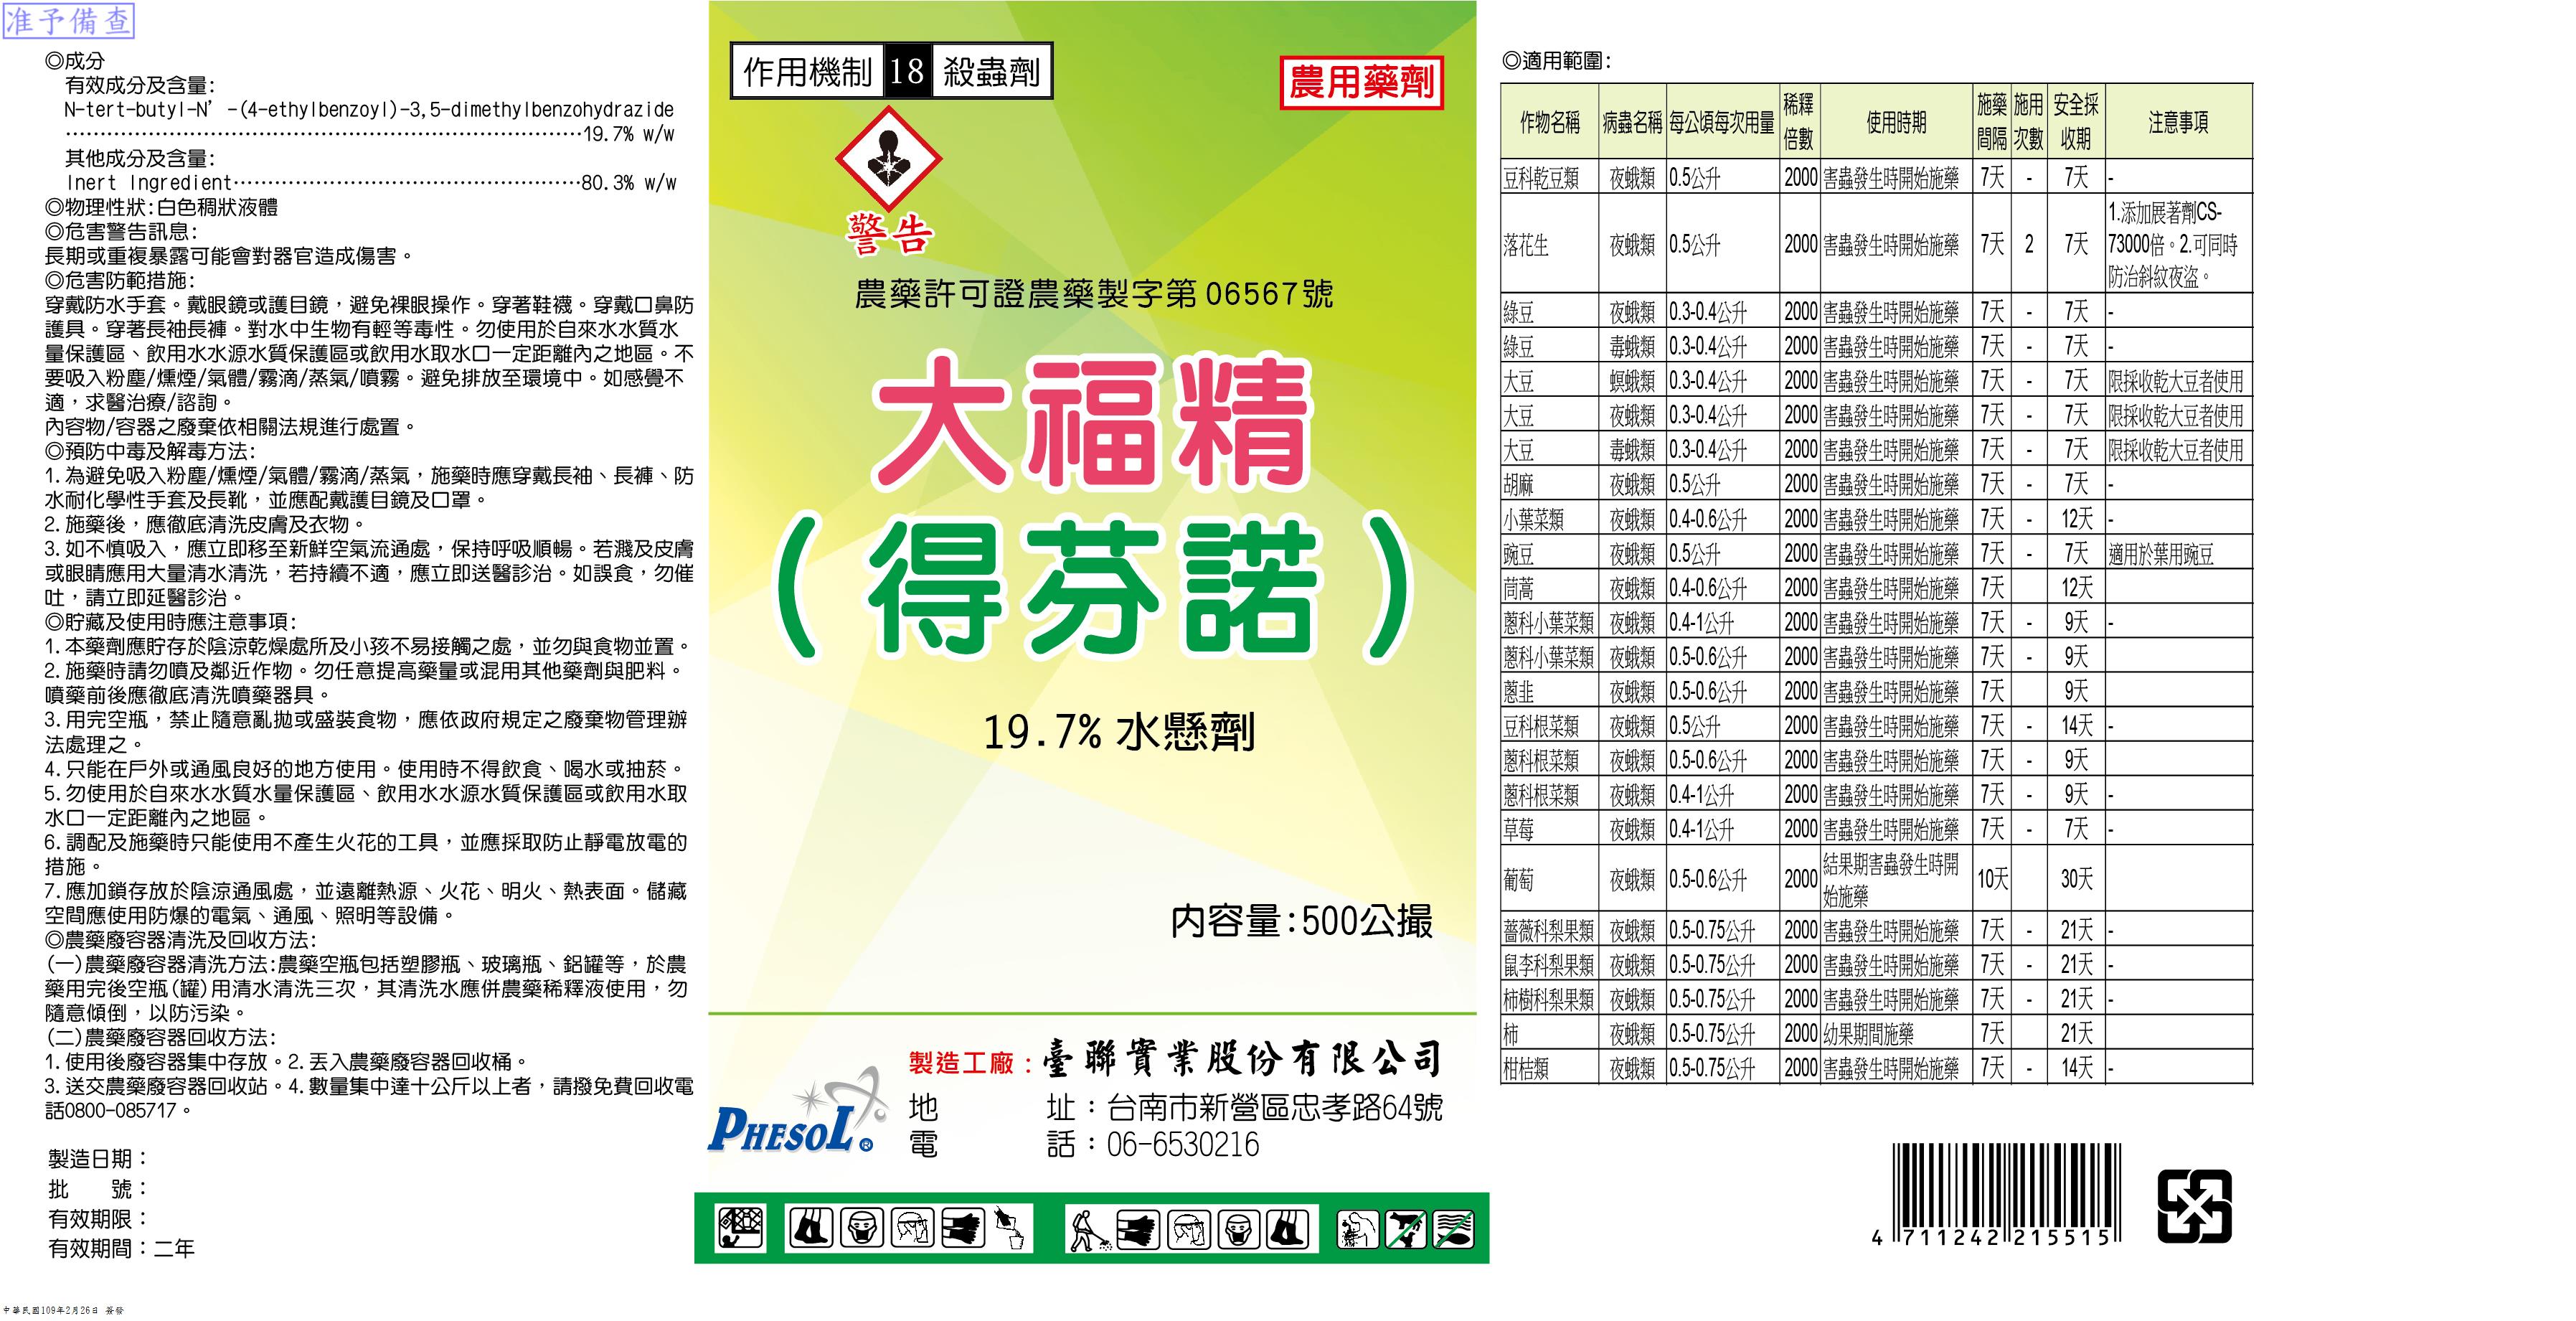 准予備查
◎成分
有效成分及含量:
N-tert-butyl-N’-(4-ethylbenzoyl)-3,5-dimethylbenzohydrazide
…………………………………………………………………19.7% w/w
其他成分及含量:
Inert Ingredient……………………………………………80.3% w/w
◎物理性狀:白色稠狀液體
◎危害警告訊息:
長期或重複暴露可能會對器官造成傷害。
◎危害防範措施:
穿戴防水手套。戴眼鏡或護目鏡，避免裸眼操作。穿著鞋襪。穿戴口鼻防
護具。穿著長袖長褲。對水中生物有輕等毒性。勿使用於自來水水質水
量保護區、飲用水水源水質保護區或飲用水取水口一定距離內之地區。不
要吸入粉塵/燻煙/氣體/霧滴/蒸氣/噴霧。避免排放至環境中。如感覺不
適，求醫治療/諮詢。
內容物/容器之廢棄依相關法規進行處置。
◎預防中毒及解毒方法:
1.為避免吸入粉塵/燻煙/氣體/霧滴/蒸氣，施藥時應穿戴長袖、長褲、防
水耐化學性手套及長靴，並應配戴護目鏡及口罩。
2.施藥後，應徹底清洗皮膚及衣物。
3.如不慎吸入，應立即移至新鮮空氣流通處，保持呼吸順暢。若濺及皮膚
或眼睛應用大量清水清洗，若持續不適，應立即送醫診治。如誤食，勿催
吐，請立即延醫診治。
◎貯藏及使用時應注意事項:
1.本藥劑應貯存於陰涼乾燥處所及小孩不易接觸之處，並勿與食物並置。
2.施藥時請勿噴及鄰近作物。勿任意提高藥量或混用其他藥劑與肥料。
噴藥前後應徹底清洗噴藥器具。
3.用完空瓶，禁止隨意亂拋或盛裝食物，應依政府規定之廢棄物管理辦
法處理之。
4.只能在戶外或通風良好的地方使用。使用時不得飲食、喝水或抽菸。
5.勿使用於自來水水質水量保護區、飲用水水源水質保護區或飲用水取
水口一定距離內之地區。
6.調配及施藥時只能使用不產生火花的工具，並應採取防止靜電放電的
措施。
7.應加鎖存放於陰涼通風處，並遠離熱源、火花、明火、熱表面。儲藏
空間應使用防爆的電氣、通風、照明等設備。
◎農藥廢容器清洗及回收方法:
(一)農藥廢容器清洗方法:農藥空瓶包括塑膠瓶、玻璃瓶、鋁罐等，於農
藥用完後空瓶(罐)用清水清洗三次，其清洗水應併農藥稀釋液使用，勿
隨意傾倒，以防污染。
(二)農藥廢容器回收方法:
1.使用後廢容器集中存放。2.丟入農藥廢容器回收桶。
3.送交農藥廢容器回收站。4.數量集中達十公斤以上者，請撥免費回收電
話0800-085717。
製造日期：
批　　號：
有效期限：
有效期間：二年
中華民國109年2月26日 簽發
作用機制 18 殺蟲劑
農用藥劑
警告
農藥許可證農藥製字第06567號
大福精
(得芬諾)
19.7% 水懸劑
內容量:500公撮
製造工廠：臺聯實業股份有限公司
地　　　址：台南市新營區忠孝路64號
電　　　話：06-6530216
PHESOL®
◎適用範圍:
作物名稱 病蟲名稱 每公頃每次用量 稀釋倍數 使用時期 施藥間隔 施用次數 安全採收期 注意事項
豆科乾豆類 夜蛾類 0.5公升 2000 害蟲發生時開始施藥 7天 - 7天 -
落花生 夜蛾類 0.5公升 2000 害蟲發生時開始施藥 7天 2 7天 1.添加展著劑CS-73000倍。2.可同時防治斜紋夜盜。
綠豆 夜蛾類 0.3-0.4公升 2000 害蟲發生時開始施藥 7天 - 7天 -
綠豆 毒蛾類 0.3-0.4公升 2000 害蟲發生時開始施藥 7天 - 7天 -
大豆 螟蛾類 0.3-0.4公升 2000 害蟲發生時開始施藥 7天 - 7天 限採收乾大豆者使用
大豆 夜蛾類 0.3-0.4公升 2000 害蟲發生時開始施藥 7天 - 7天 限採收乾大豆者使用
大豆 毒蛾類 0.3-0.4公升 2000 害蟲發生時開始施藥 7天 - 7天 限採收乾大豆者使用
胡麻 夜蛾類 0.5公升 2000 害蟲發生時開始施藥 7天 - 7天 -
小葉菜類 夜蛾類 0.4-0.6公升 2000 害蟲發生時開始施藥 7天 - 12天 -
豌豆 夜蛾類 0.5公升 2000 害蟲發生時開始施藥 7天 - 7天 適用於葉用豌豆
茼蒿 夜蛾類 0.4-0.6公升 2000 害蟲發生時開始施藥 7天 12天
蔥科小葉菜類 夜蛾類 0.4-1公升 2000 害蟲發生時開始施藥 7天 - 9天 -
蔥科小葉菜類 夜蛾類 0.5-0.6公升 2000 害蟲發生時開始施藥 7天 - 9天
蔥韭 夜蛾類 0.5-0.6公升 2000 害蟲發生時開始施藥 7天 9天
豆科根菜類 夜蛾類 0.5公升 2000 害蟲發生時開始施藥 7天 - 14天 -
蔥科根菜類 夜蛾類 0.5-0.6公升 2000 害蟲發生時開始施藥 7天 - 9天
蔥科根菜類 夜蛾類 0.4-1公升 2000 害蟲發生時開始施藥 7天 - 9天 -
草莓 夜蛾類 0.4-1公升 2000 害蟲發生時開始施藥 7天 - 7天 -
葡萄 夜蛾類 0.5-0.6公升 2000 結果期害蟲發生時開始施藥 10天 30天
薔薇科梨果類 夜蛾類 0.5-0.75公升 2000 害蟲發生時開始施藥 7天 - 21天 -
鼠李科梨果類 夜蛾類 0.5-0.75公升 2000 害蟲發生時開始施藥 7天 - 21天 -
柿樹科梨果類 夜蛾類 0.5-0.75公升 2000 害蟲發生時開始施藥 7天 - 21天 -
柿 夜蛾類 0.5-0.75公升 2000 幼果期間施藥 7天 21天
柑桔類 夜蛾類 0.5-0.75公升 2000 害蟲發生時開始施藥 7天 - 14天 -
4 711242 215515